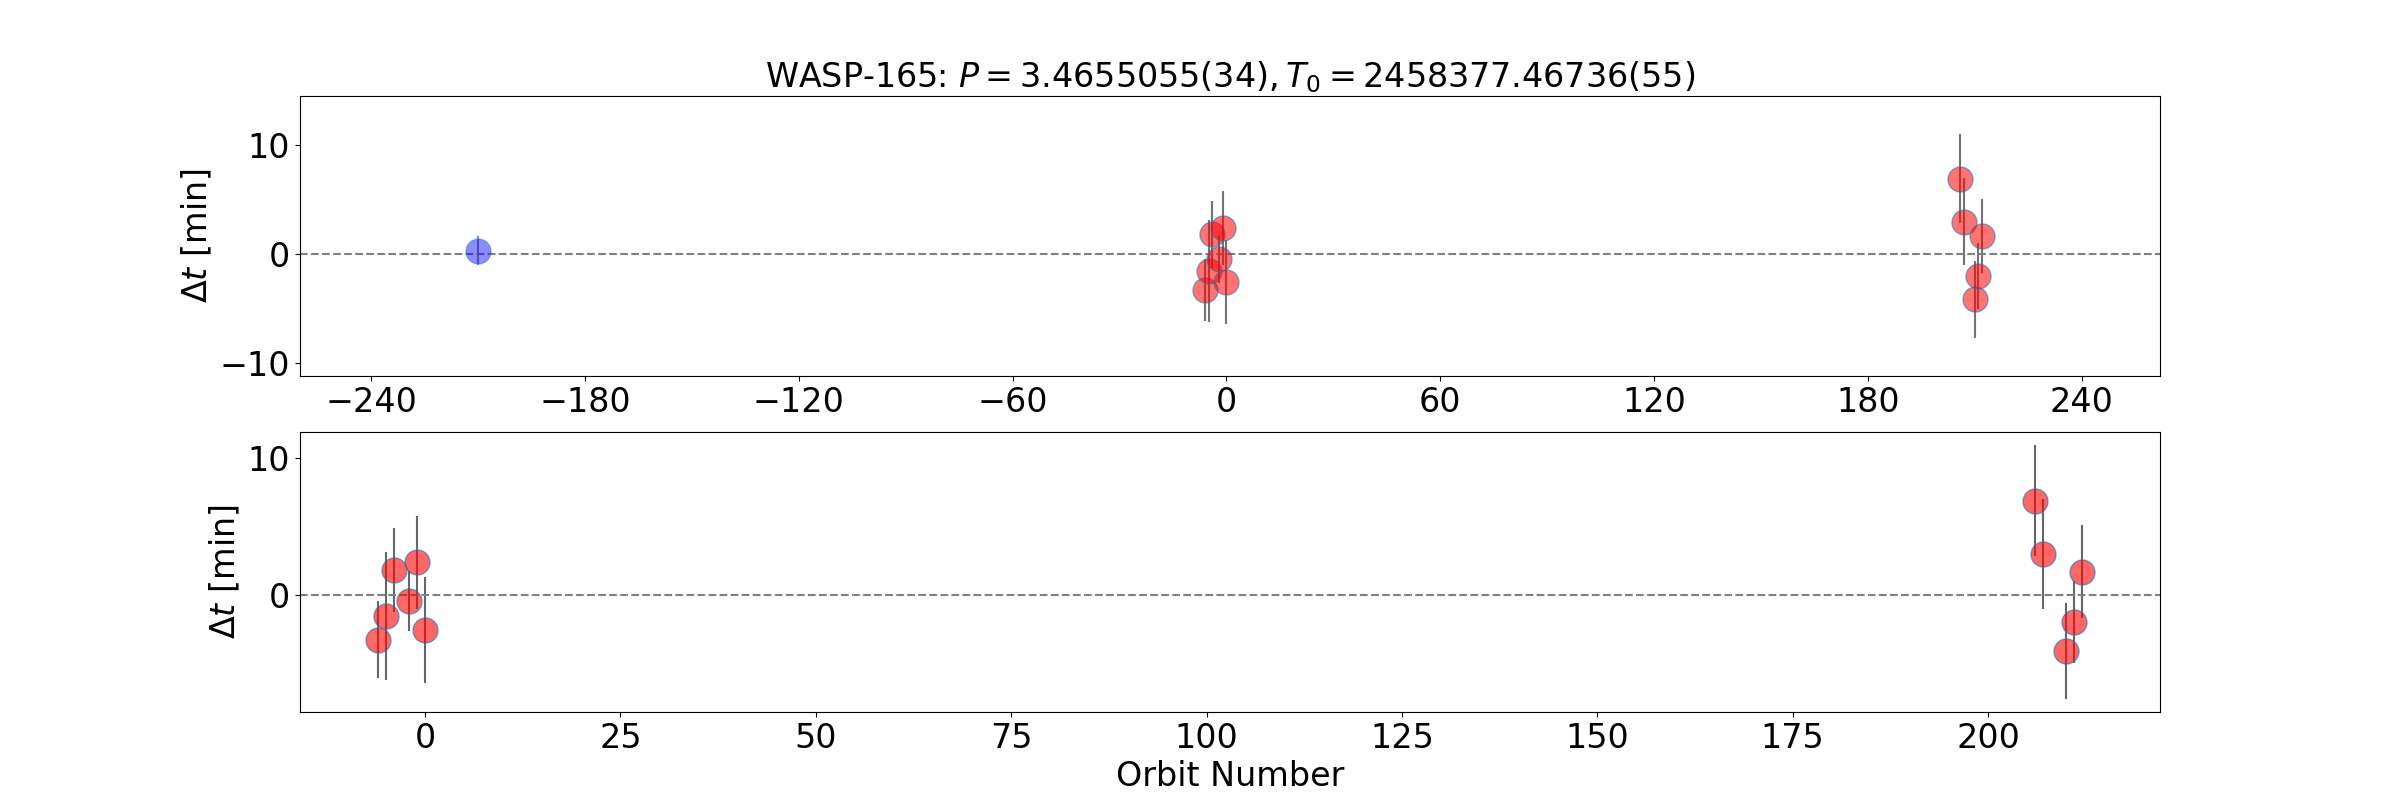 WASP-165: P = 3.4655055(34), T₀ = 2458377.46736(55)
10
0
−10
Δt [min]
−240 −180 −120 −60 0 60 120 180 240
10
0
Δt [min]
0 25 50 75 100 125 150 175 200
Orbit Number